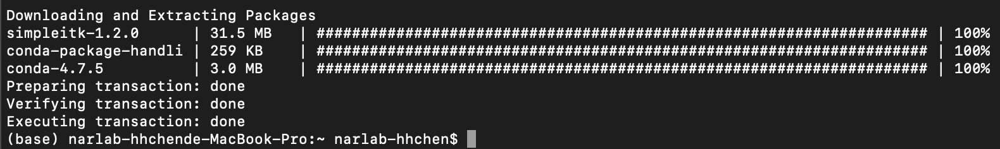 Downloading and Extracting Packages
simpleitk-1.2.0      | 31.5 MB   | ##################################################################### | 100%
conda-package-handli | 259 KB    | ##################################################################### | 100%
conda-4.7.5          | 3.0 MB    | ##################################################################### | 100%
Preparing transaction: done
Verifying transaction: done
Executing transaction: done
(base) narlab-hhchende-MacBook-Pro:~ narlab-hhchen$